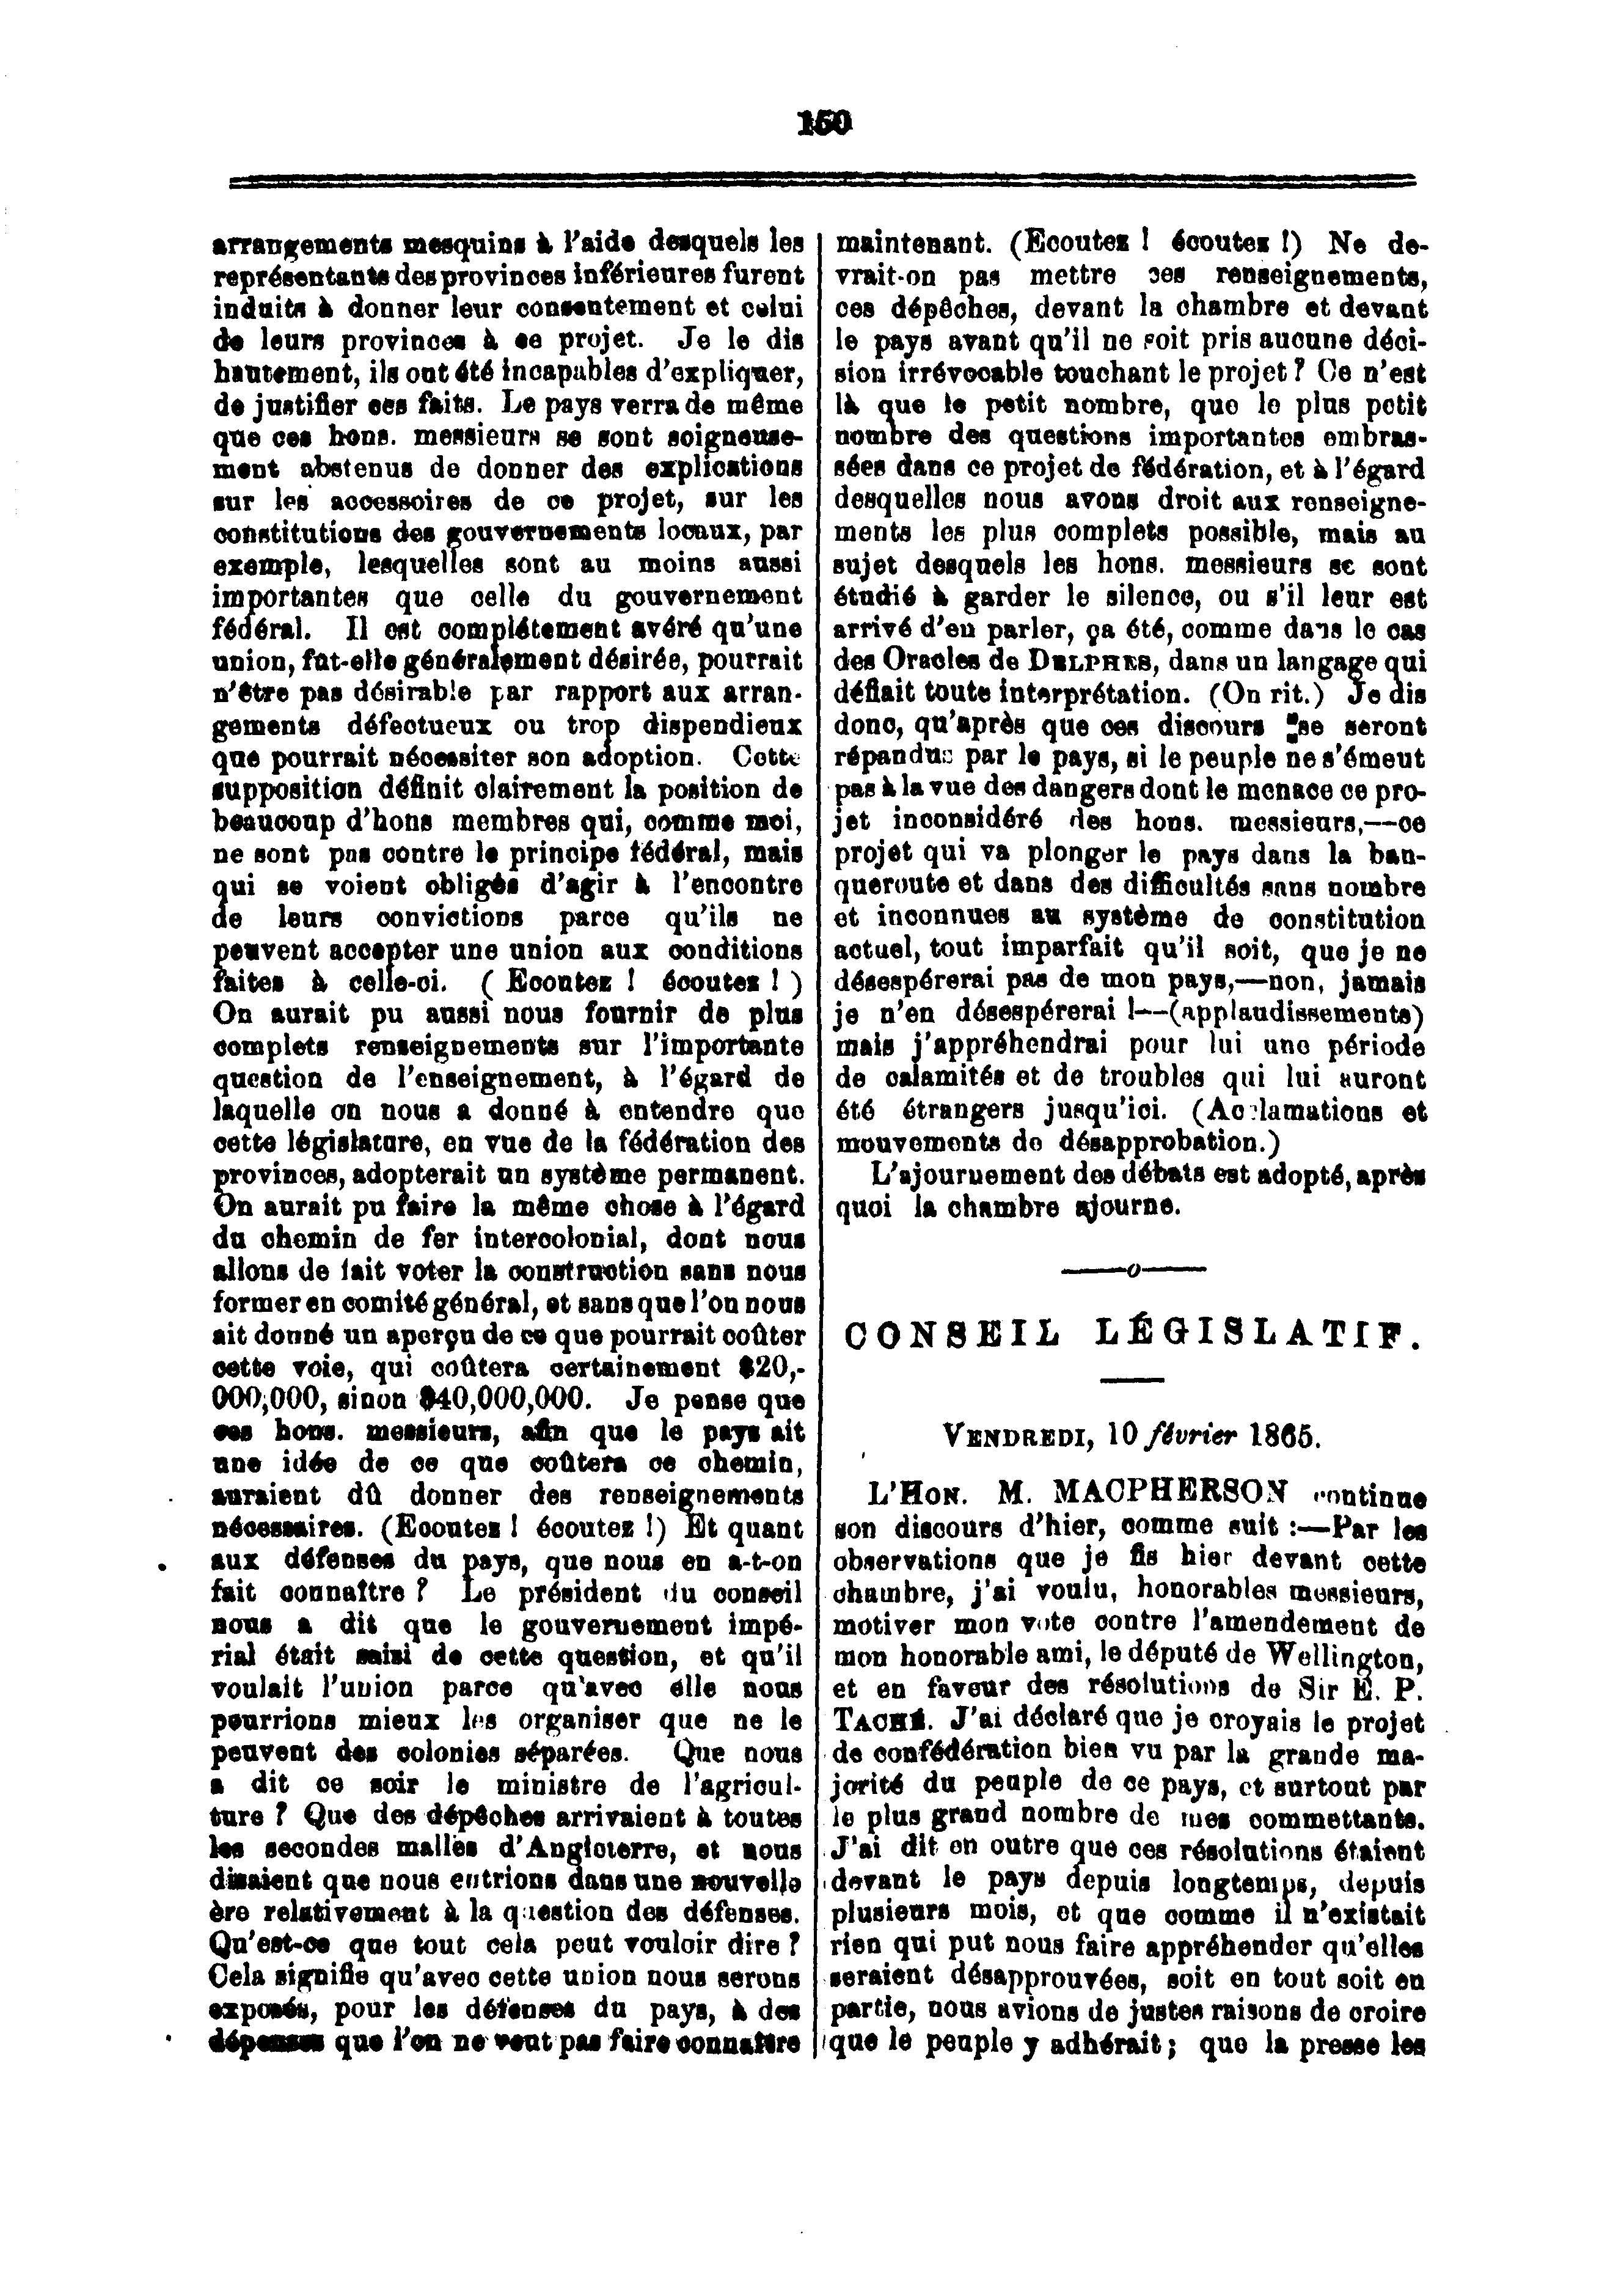 150
arrangements mesquins à l'aide desquels les
représentants des provinces inférieures furent
induits à donner leur consentement et celui
de leurs provinces à ce projet. Je le dis
hautement, ils ont été incapables d'expliquer,
de justifier ces faits. Le pays verra de même
que ces hons. messieurs se sont soigneuse-
ment abstenus de donner des explications
sur les accessoires de ce projet, sur les
constitutions des gouvernements locaux, par
exemple, lesquelles sont au moins aussi
importantes que celle du gouvernement
fédéral. Il est complétement avéré qu'une
union, fut-elle généralement désirée, pourrait
n'être pas désirable par rapport aux arran-
gements défectueux ou trop dispendieux
que pourrait nécessiter son adoption. Cette
supposition définit clairement la position de
beaucoup d'hons membres qui, comme moi,
ne sont pas contre le principe fédéral, mais
qui se voient obligés d'agir à l'encontre
de leurs convictions parce qu'ils ne
peuvent accepter une union aux conditions
faites à celle-ci. ( Ecoutez ! écoutez ! )
On aurait pu aussi nous fournir de plus
complets renseignements sur l'importante
question de l'enseignement, à l'égard de
laquelle on nous a donné à entendre que
cette législature, en vue de la fédération des
provinces, adopterait un système permanent.
On aurait pu faire la même chose à l'égard
du chemin de fer intercolonial, dont nous
allons de fait voter la construction sans nous
former en comité général, et sans que l'on nous
ait donné un aperçu de ce que pourrait coûter
cette voie, qui coûtera certainement $20,-
000,000, sinon $40,000,000. Je pense que
ces hons. messieurs, afin que le pays ait
une idée de ce que coûtera ce chemin,
auraient dû donner des renseignements
nécessaires. (Ecoutez ! écoutez !) Et quant
aux défenses du pays, que nous en a-t-on
fait connaître ? Le président du conseil
nous a dit que le gouvernement impé-
rial était saisi de cette question, et qu'il
voulait l'union parce qu'avec elle nous
pourrions mieux les organiser que ne le
peuvent des colonies séparées. Que nous
a dit ce soir le ministre de l'agricul-
ture ? Que des dépêches arrivaient à toutes
les secondes malles d'Angleterre, et nous
disaient que nous entrions dans une nouvelle
ère relativement à la question des défenses.
Qu'est-ce que tout cela peut vouloir dire ?
Cela signifie qu'avec cette union nous serons
exposés, pour les défenses du pays, à des
dépenses que l'on ne veut pas faire connaître
maintenant. (Ecoutez ! écoutez !) Ne de-
vrait-on pas mettre ces renseignements,
ces dépêches, devant la chambre et devant
le pays avant qu'il ne soit pris aucune déci-
sion irrévocable touchant le projet ? Ce n'est
là que le petit nombre, que le plus petit
nombre des questions importantes embras-
sées dans ce projet de fédération, et à l'égard
desquelles nous avons droit aux renseigne-
ments les plus complets possible, mais au
sujet desquels les hons. messieurs se sont
étudié à garder le silence, ou s'il leur est
arrivé d'en parler, ça été, comme dans le cas
des Oracles de DELPHES, dans un langage qui
défiait toute interprétation. (On rit.) Je dis
donc, qu'après que ces discours se seront
répandus par le pays, si le peuple ne s'émeut
pas à la vue des dangers dont le menace ce pro-
jet inconsidéré des hons. messieurs,—ce
projet qui va plonger le pays dans la ban-
queroute et dans des difficultés sans nombre
et inconnues au système de constitution
actuel, tout imparfait qu'il soit, que je ne
désespérerai pas de mon pays,—non, jamais
je n'en désespérerai !—(applaudissements)
mais j'appréhendrai pour lui une période
de calamités et de troubles qui lui auront
été étrangers jusqu'ici. (Acclamations et
mouvements de désapprobation.)
L'ajournement des débats est adopté, après
quoi la chambre ajourne.
CONSEIL LÉGISLATIF.
VENDREDI, 10 février 1865.
L'HON. M. MACPHERSON continue
son discours d'hier, comme suit :—Par les
observations que je fis hier devant cette
chambre, j'ai voulu, honorables messieurs,
motiver mon vote contre l'amendement de
mon honorable ami, le député de Wellington,
et en faveur des résolutions de Sir E. P.
TACHÉ. J'ai déclaré que je croyais le projet
de confédération bien vu par la grande ma-
jorité du peuple de ce pays, et surtout par
le plus grand nombre de mes commettants.
J'ai dit en outre que ces résolutions étaient
devant le pays depuis longtemps, depuis
plusieurs mois, et que comme il n'existait
rien qui put nous faire appréhender qu'elles
seraient désapprouvées, soit en tout soit en
partie, nous avions de justes raisons de croire
que le peuple y adhérait ; que la presse les